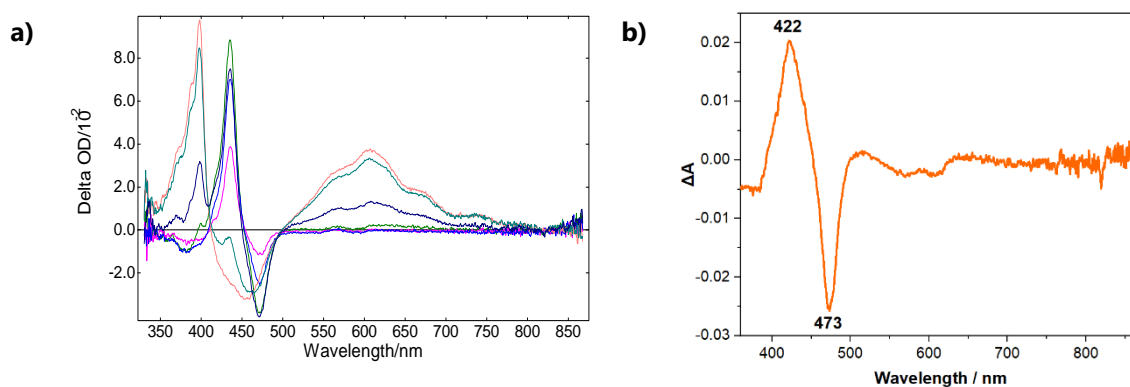 a)
Delta OD/10^-2
8.0
6.0
4.0
2.0
0.0
-2.0
350 400 450 500 550 600 650 700 750 800 850
Wavelength/nm
b)
ΔA
0.02
0.01
0.00
-0.01
-0.02
-0.03
422
473
400 500 600 700 800
Wavelength / nm